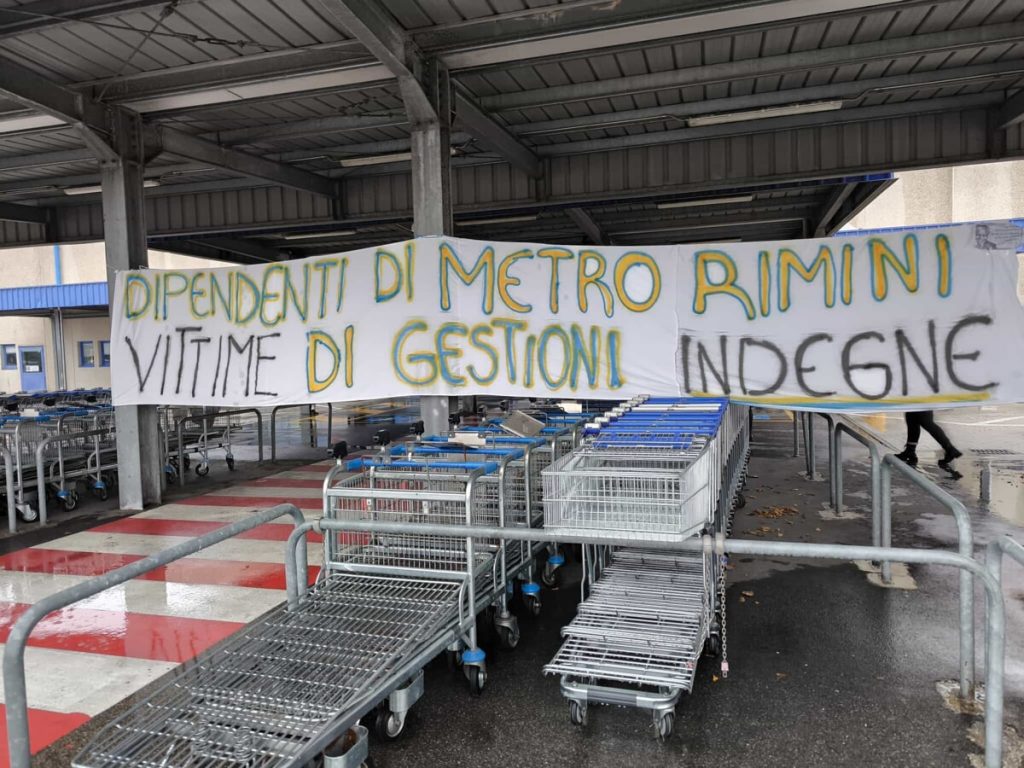 DIPENDENTI DI METRO RIMINI
VITTIME DI GESTIONI INDEGNE